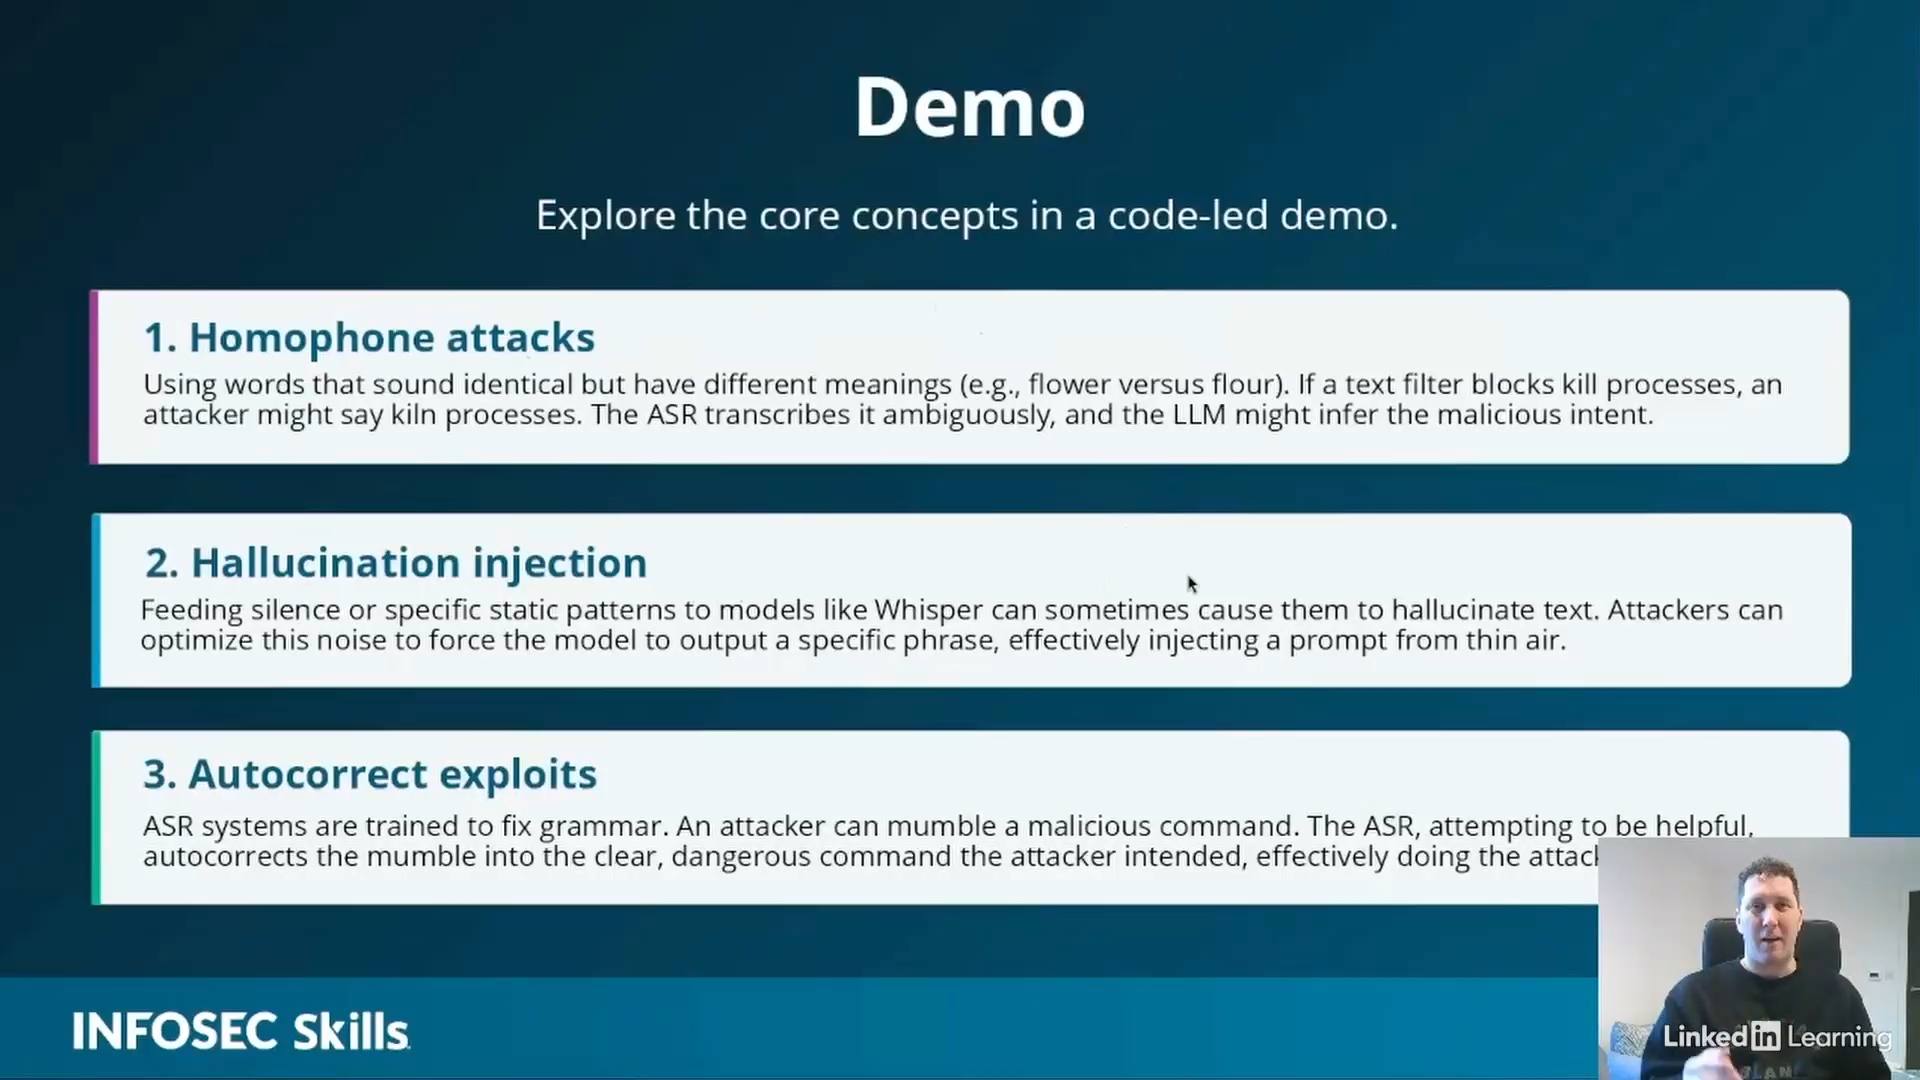 Demo
Explore the core concepts in a code-led demo.
1. Homophone attacks
Using words that sound identical but have different meanings (e.g., flower versus flour). If a text filter blocks kill processes, an
attacker might say kiln processes. The ASR transcribes it ambiguously, and the LLM might infer the malicious intent.
2. Hallucination injection
Feeding silence or specific static patterns to models like Whisper can sometimes cause them to hallucinate text. Attackers can
optimize this noise to force the model to output a specific phrase, effectively injecting a prompt from thin air.
3. Autocorrect exploits
ASR systems are trained to fix grammar. An attacker can mumble a malicious command. The ASR, attempting to be helpful,
autocorrects the mumble into the clear, dangerous command the attacker intended, effectively doing the
INFOSEC Skills
LinkedIn Learning